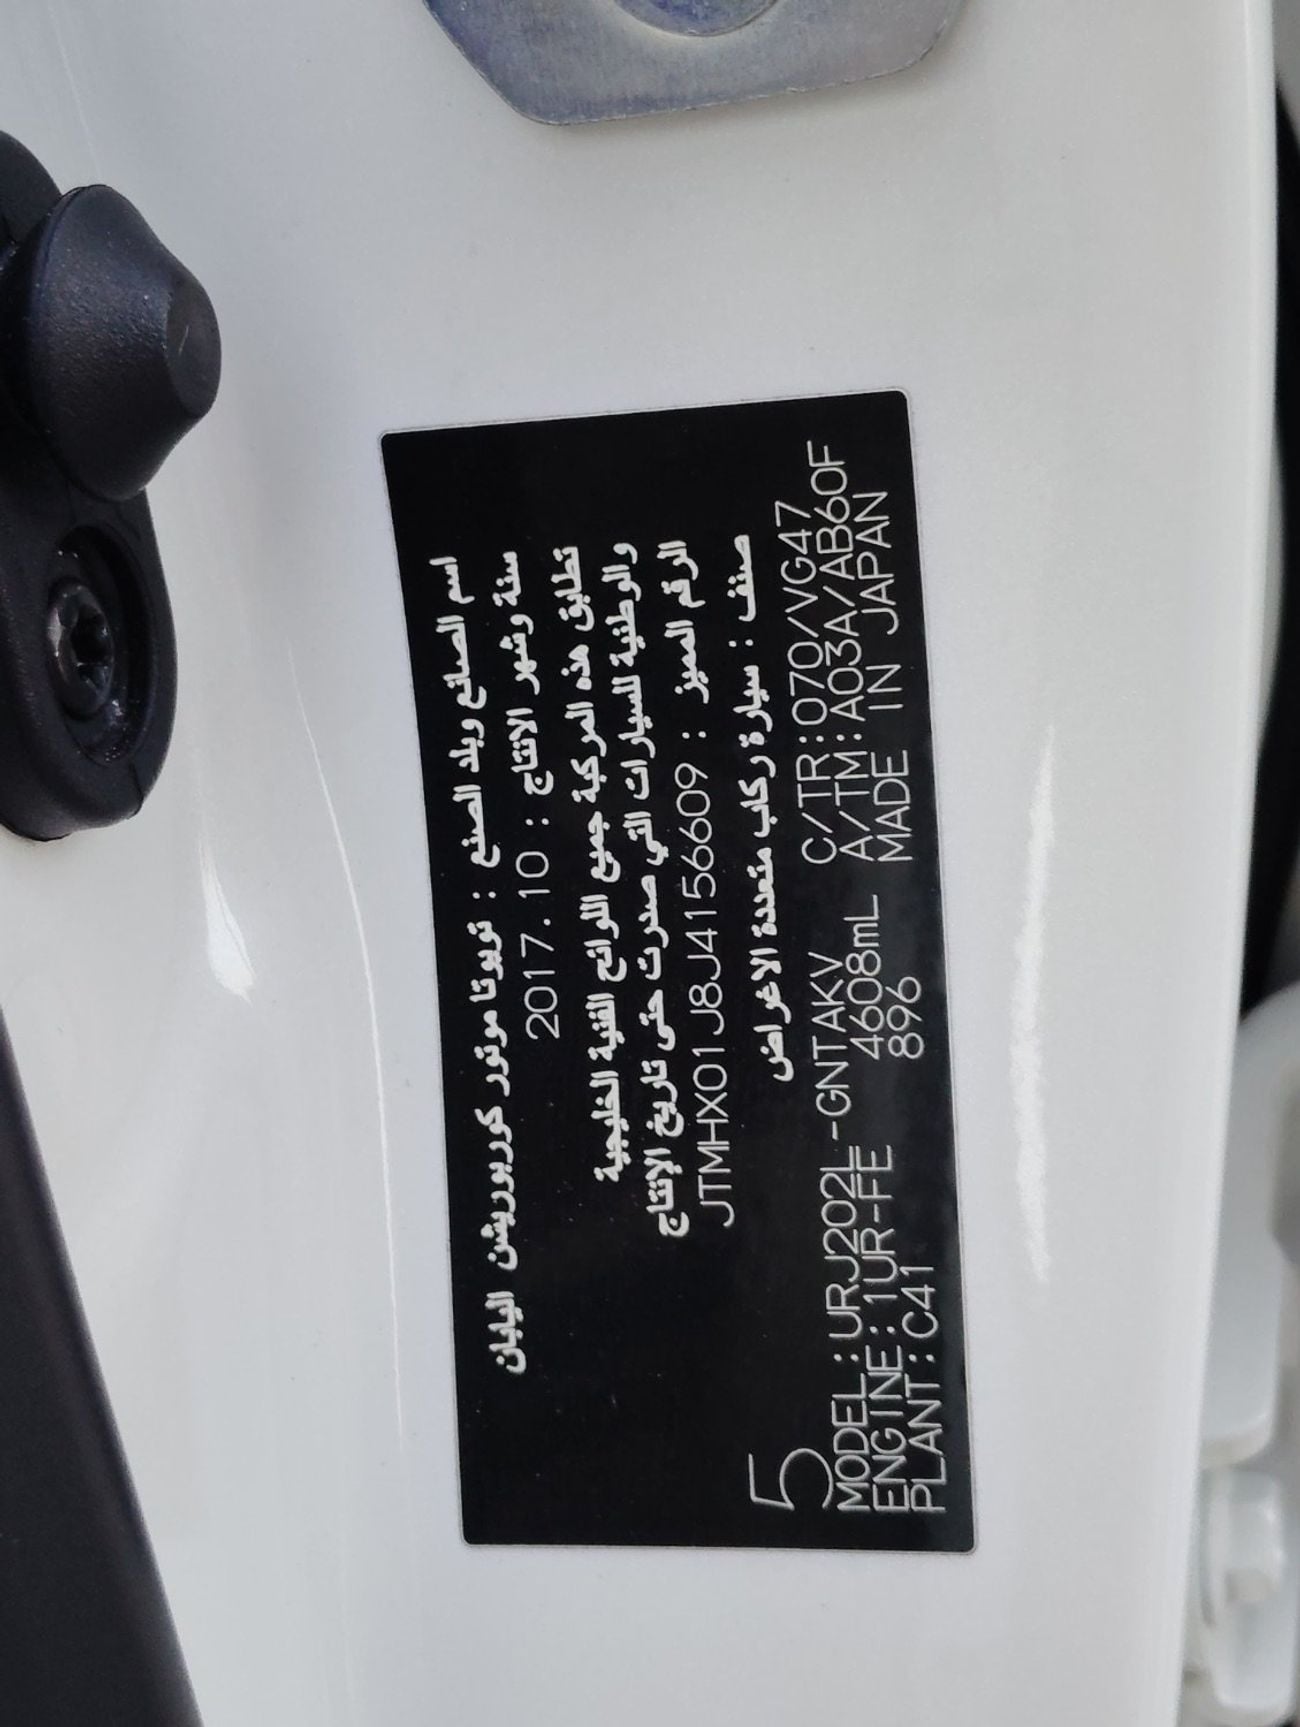 اسم الصانع وبلد الصنع : تويوتا موتور كوربوريشن اليابان
سنة وشهر الانتاج : 2017.10
تطابق هذه المركبة جميع اللوائح الفنية الخليجية
والوطنية للسيارات التي صدرت حتى تاريخ الإنتاج
الرقم المميز : JTMHX01J8J4156609
صنف : سيارة ركاب متعددة الاغراض
5
MODEL:URJ202L-GNTAKV C/TR:070/VG47
ENGINE:1UR-FE 4608mL A/TM:A03A/AB60F
PLANT:C41 896 MADE IN JAPAN